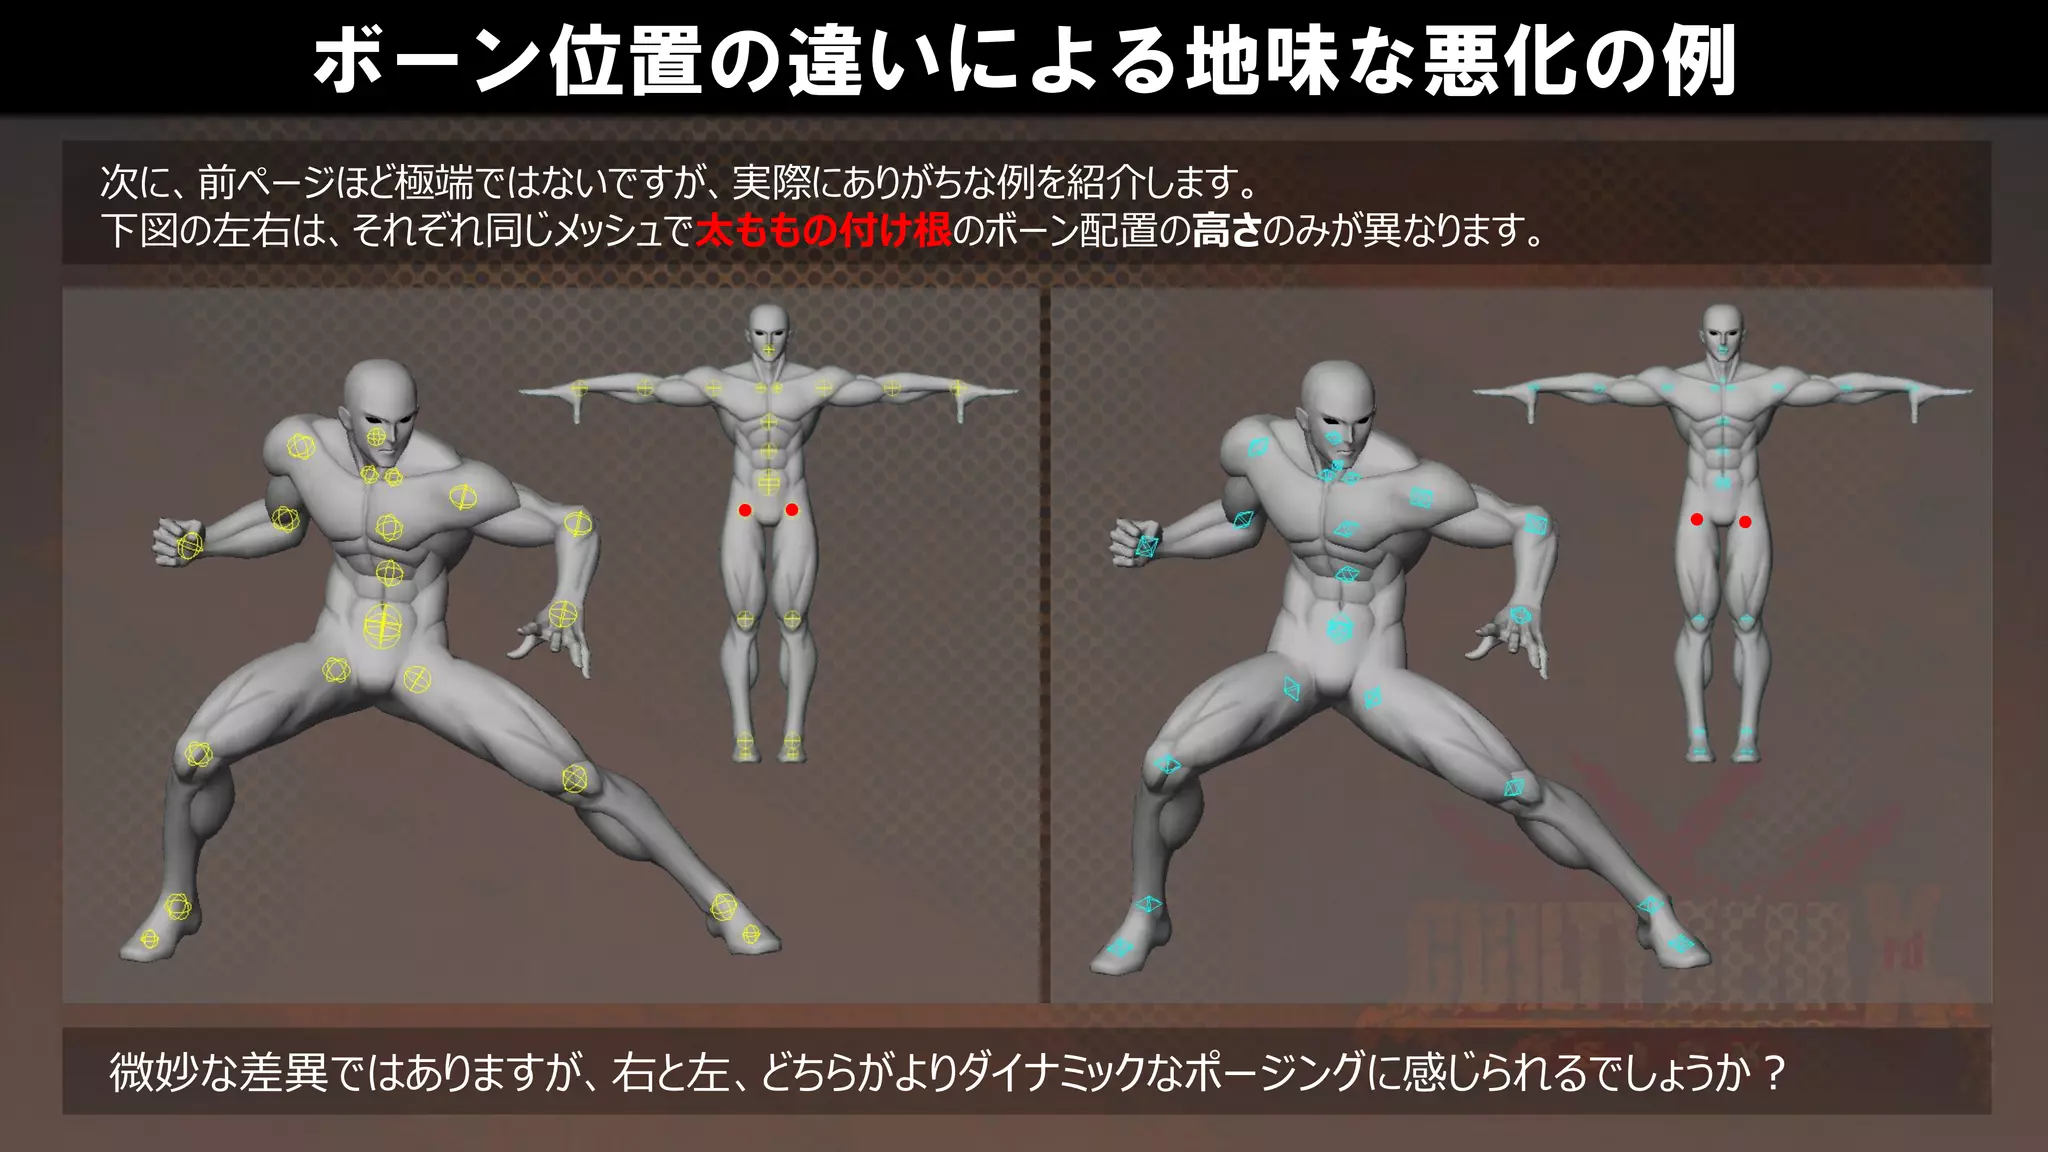 ボーン位置の違いによる地味な悪化の例
次に、前ページほど極端ではないですが、実際にありがちな例を紹介します。
下図の左右は、それぞれ同じメッシュで太ももの付け根のボーン配置の高さのみが異なります。
GUILTY GEAR Xrd
微妙な差異ではありますが、右と左、どちらがよりダイナミックなポージングに感じられるでしょうか？